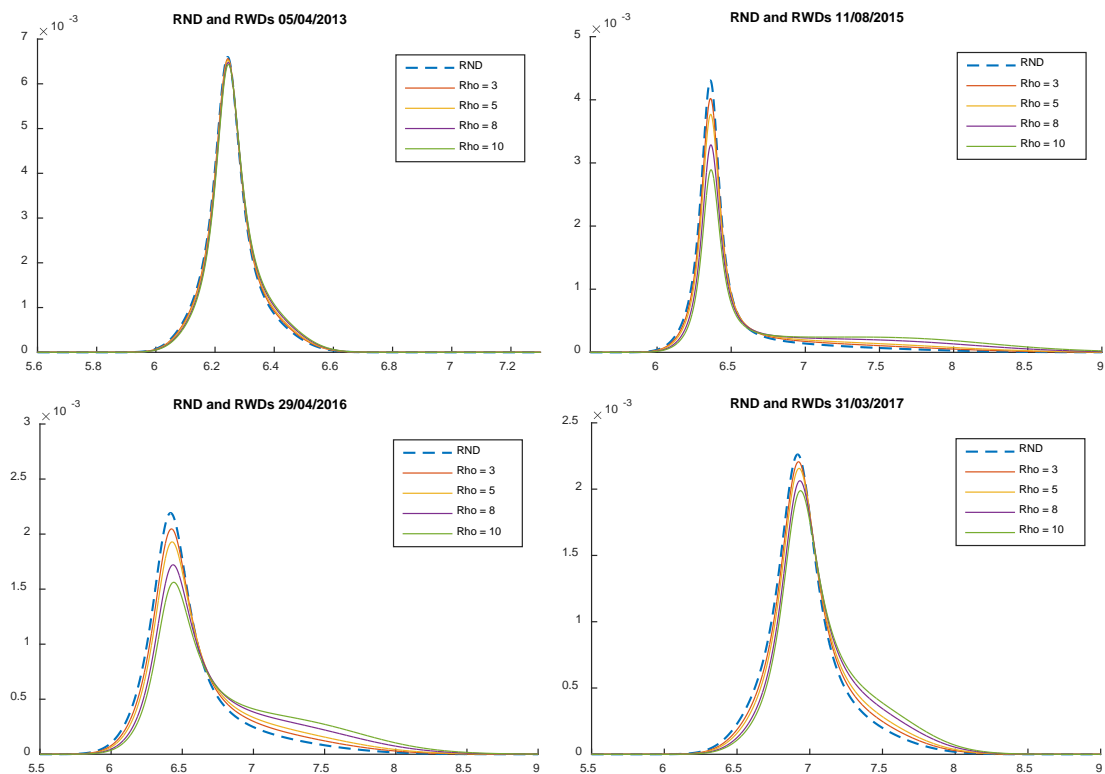 RND and RWDs 05/04/2013
× 10 -3
7
6
5
4
3
2
1
0
5.6 5.8 6 6.2 6.4 6.6 6.8 7 7.2
RND
Rho = 3
Rho = 5
Rho = 8
Rho = 10
RND and RWDs 11/08/2015
× 10 -3
5
4
3
2
1
0
6 6.5 7 7.5 8 8.5 9
RND
Rho = 3
Rho = 5
Rho = 8
Rho = 10
RND and RWDs 29/04/2016
× 10 -3
3
2.5
2
1.5
1
0.5
0
5.5 6 6.5 7 7.5 8 8.5 9
RND
Rho = 3
Rho = 5
Rho = 8
Rho = 10
RND and RWDs 31/03/2017
× 10 -3
2.5
2
1.5
1
0.5
0
5.5 6 6.5 7 7.5 8 8.5 9
RND
Rho = 3
Rho = 5
Rho = 8
Rho = 10